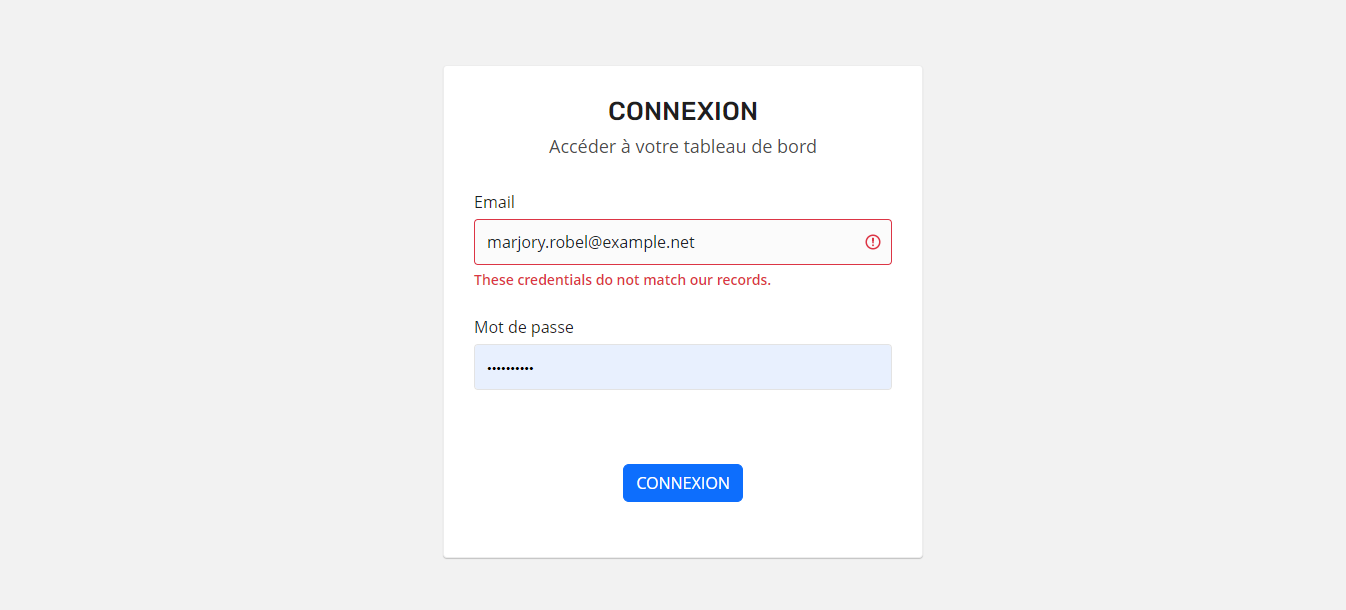 CONNEXION
Accéder à votre tableau de bord
Email
marjory.robel@example.net
These credentials do not match our records.
Mot de passe
••••••••••
CONNEXION